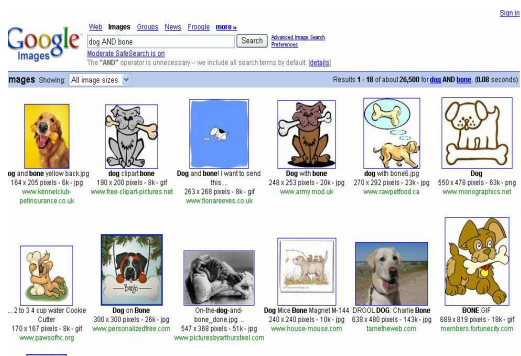 Sign in
Google
Images
Web Images Groups News Froogle more »
dog AND bone
Search
Advanced Image Search
Preferences
Moderate SafeSearch is on
The "AND" operator is unnecessary -- we include all search terms by default. [details]
mages Showing: All image sizes
Results 1 - 18 of about 26,500 for dog AND bone. (0.08 seconds)
og and bone yellow back.jpg
164 x 205 pixels - 6k - jpg
www.kennelclub-
petinsurance.co.uk
dog clipart bone
190 x 200 pixels - 8k - gif
www.free-clipart-pictures.net
Dog and bone! I want to send
this ...
263 x 268 pixels - 8k - gif
www.fionareeves.co.uk
Dog with bone
248 x 253 pixels - 20k - jpg
www.army.mod.uk
dog with bone6.jpg
270 x 292 pixels - 23k - jpg
www.rawpetfood.ca
Dog
550 x 478 pixels - 63k - png
www.monographics.net
... 2 to 3 4 cup water Cookie
Cutter
170 x 167 pixels - 8k - gif
www.pawsofhc.org
Banjo
Dog on Bone
300 x 300 pixels - 26k - jpg
www.personalizedfree.com
On-the-dog-and-
bone_done.jpg ...
547 x 368 pixels - 51k - jpg
www.picturesbyarthursteel.com
Dog Mice Bone Magnet M-144
240 x 240 pixels - 10k - jpg
www.house-mouse.com
DROOL DOG: Charlie Bone
638 x 480 pixels - 143k - jpg
tametheweb.com
BONE.GIF
689 x 819 pixels - 18k - gif
members.fortunecity.com